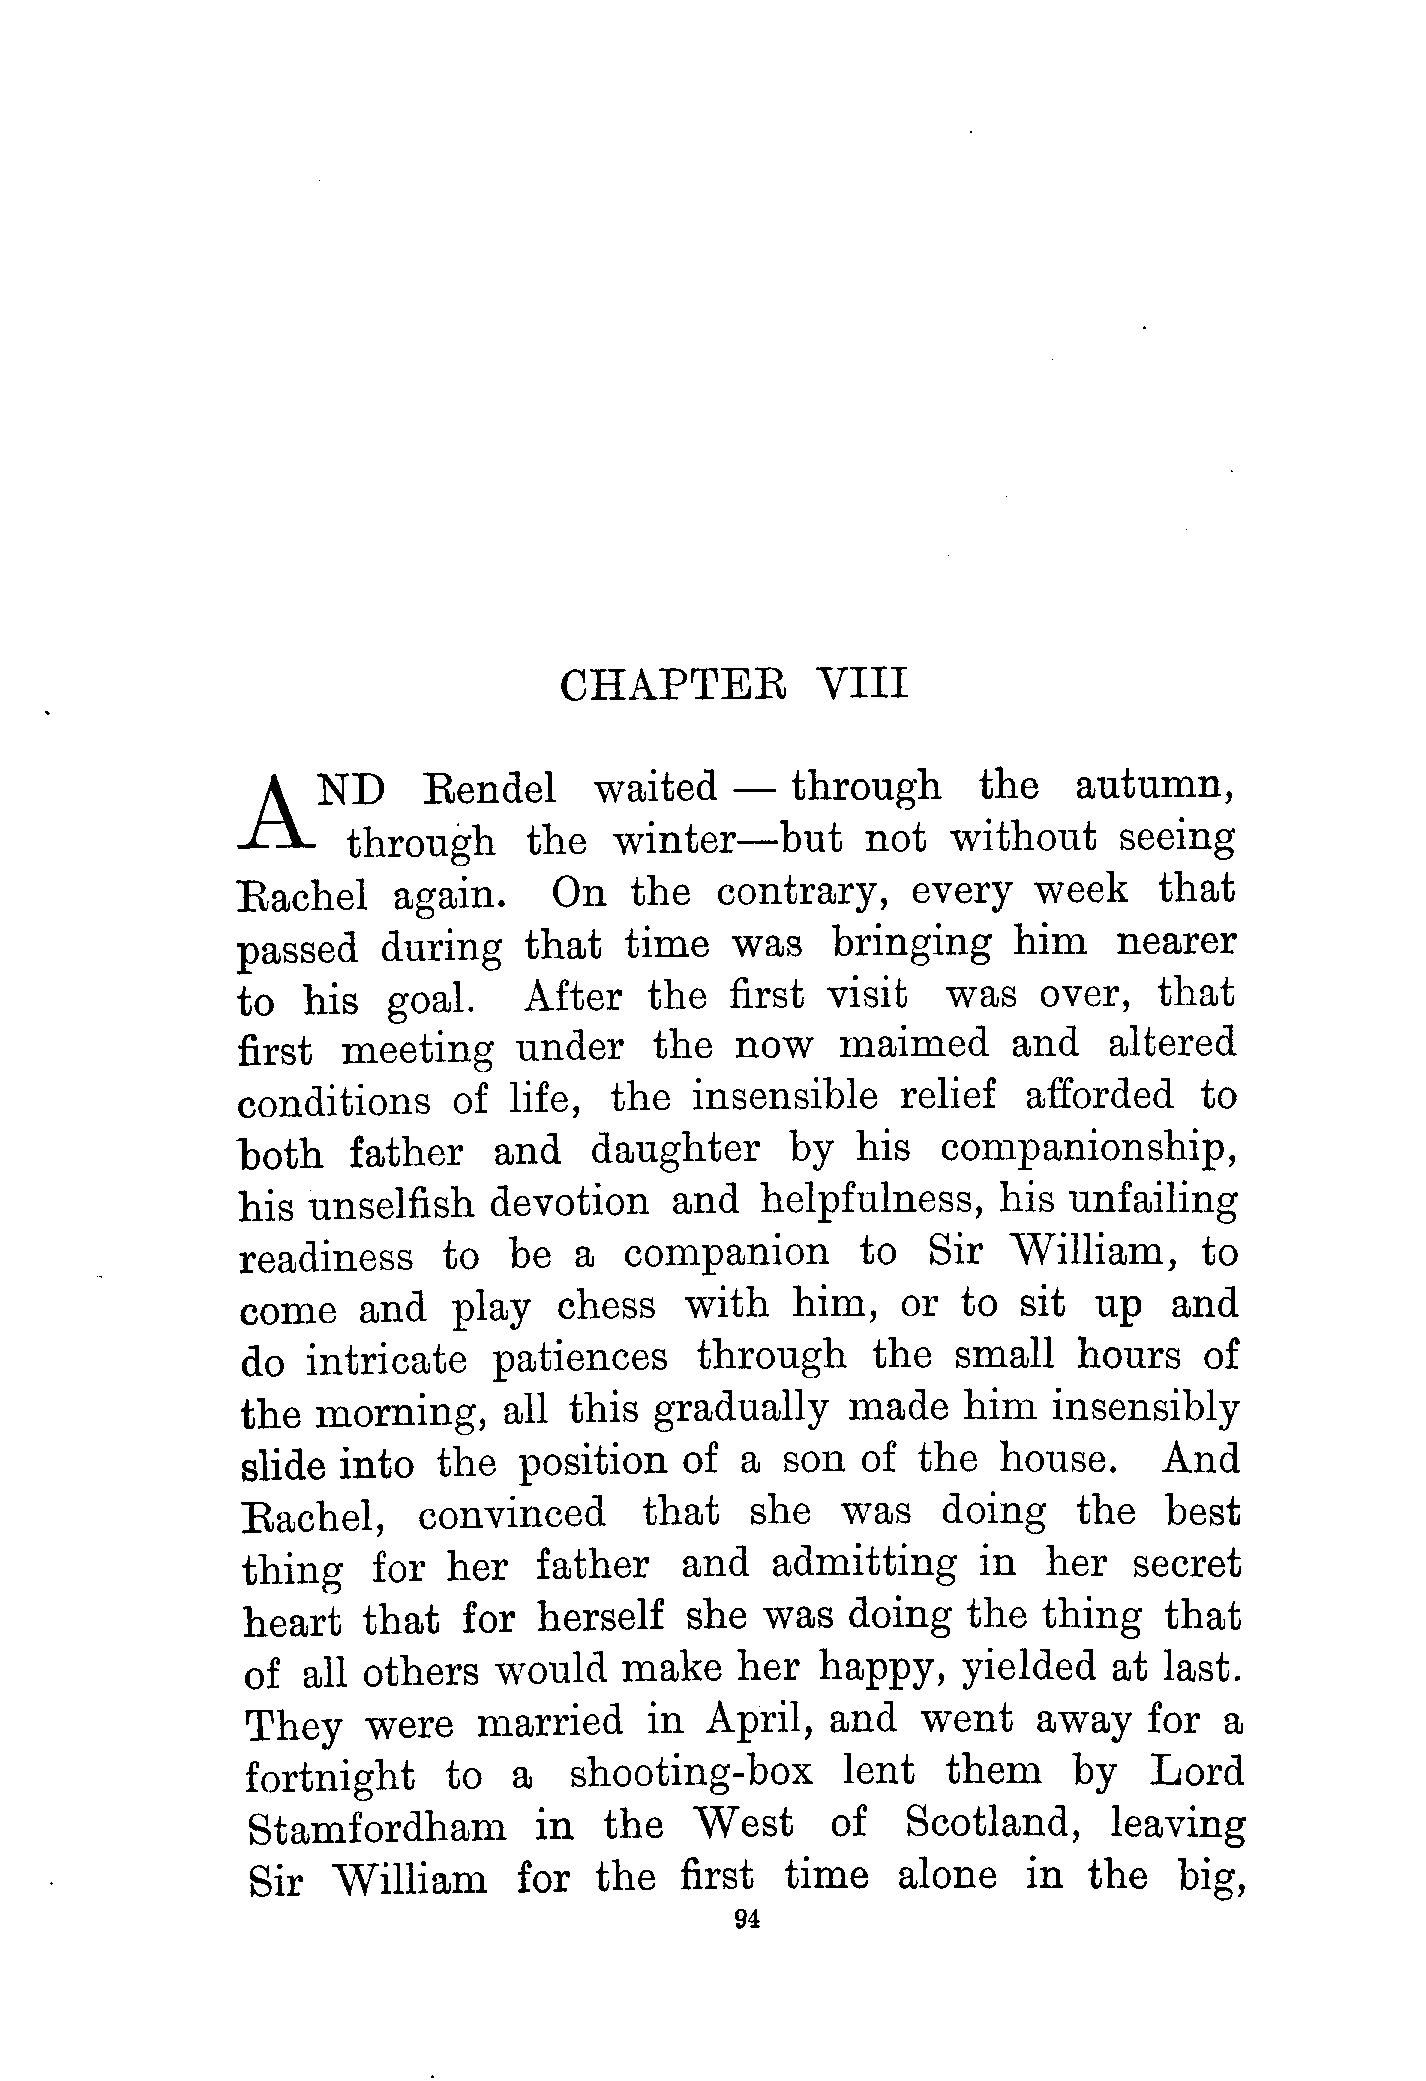 CHAPTER VIII
AND Rendel waited — through the autumn,
through the winter—but not without seeing
Rachel again. On the contrary, every week that
passed during that time was bringing him nearer
to his goal. After the first visit was over, that
first meeting under the now maimed and altered
conditions of life, the insensible relief afforded to
both father and daughter by his companionship,
his unselfish devotion and helpfulness, his unfailing
readiness to be a companion to Sir William, to
come and play chess with him, or to sit up and
do intricate patiences through the small hours of
the morning, all this gradually made him insensibly
slide into the position of a son of the house. And
Rachel, convinced that she was doing the best
thing for her father and admitting in her secret
heart that for herself she was doing the thing that
of all others would make her happy, yielded at last.
They were married in April, and went away for a
fortnight to a shooting-box lent them by Lord
Stamfordham in the West of Scotland, leaving
Sir William for the first time alone in the big,
94